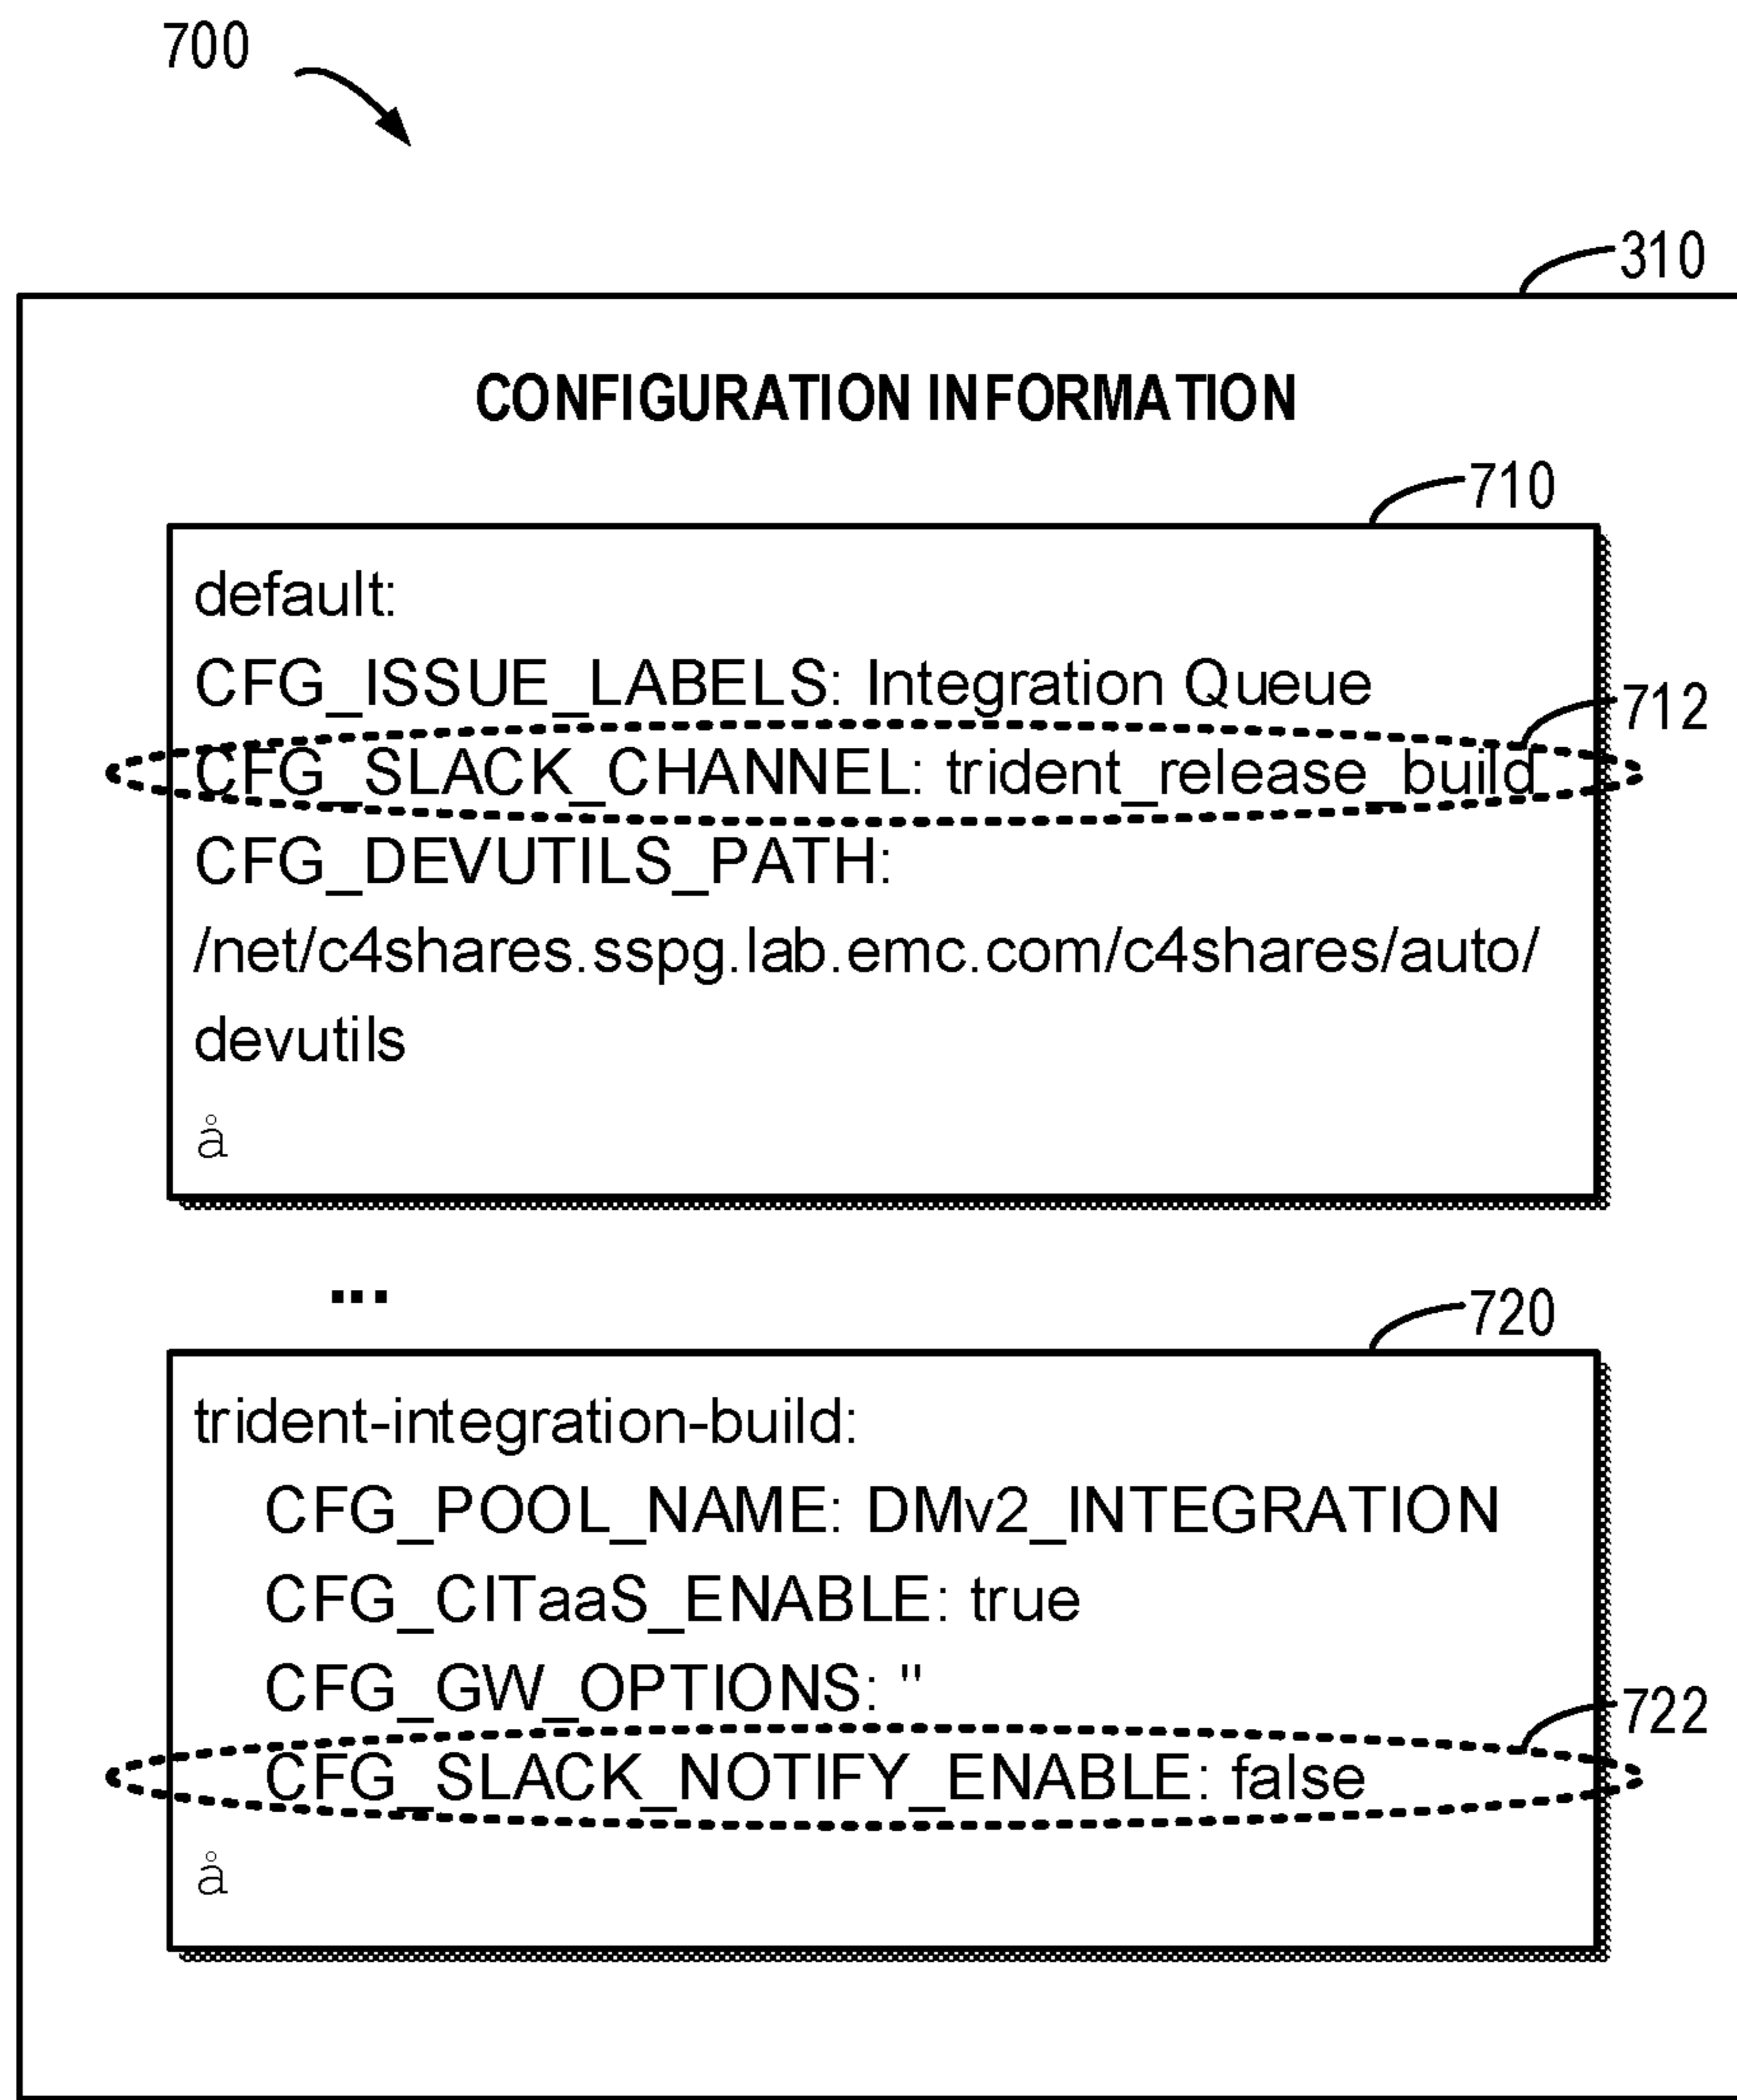 700
310
CONFIGURATION INFORMATION
710
default:
CFG_ISSUE_LABELS: Integration Queue
712
CFG_SLACK_CHANNEL: trident_release_build
CFG_DEVUTILS_PATH:
/net/c4shares.sspg.lab.emc.com/c4shares/auto/
devutils
å
...
720
trident-integration-build:
CFG_POOL_NAME: DMv2_INTEGRATION
CFG_CITaaS_ENABLE: true
CFG_GW_OPTIONS: ''
722
CFG_SLACK_NOTIFY_ENABLE: false
å